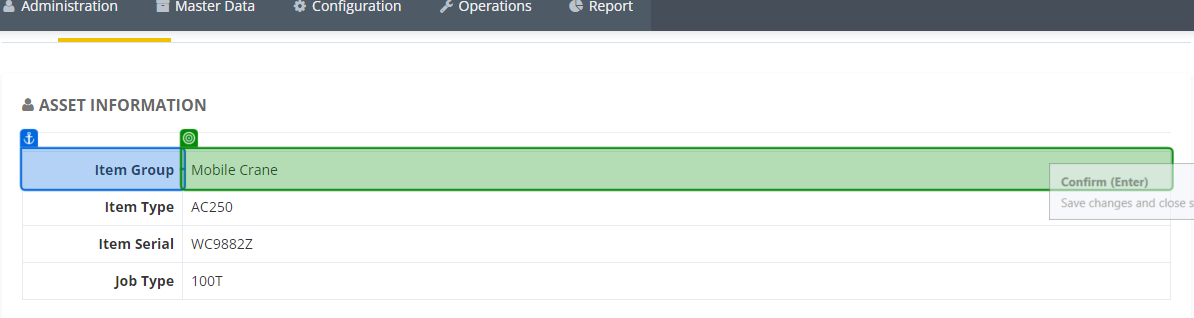 Administration Master Data Configuration Operations Report
ASSET INFORMATION
Item Group Mobile Crane
Confirm (Enter)
Save changes and close s
Item Type AC250
Item Serial WC9882Z
Job Type 100T